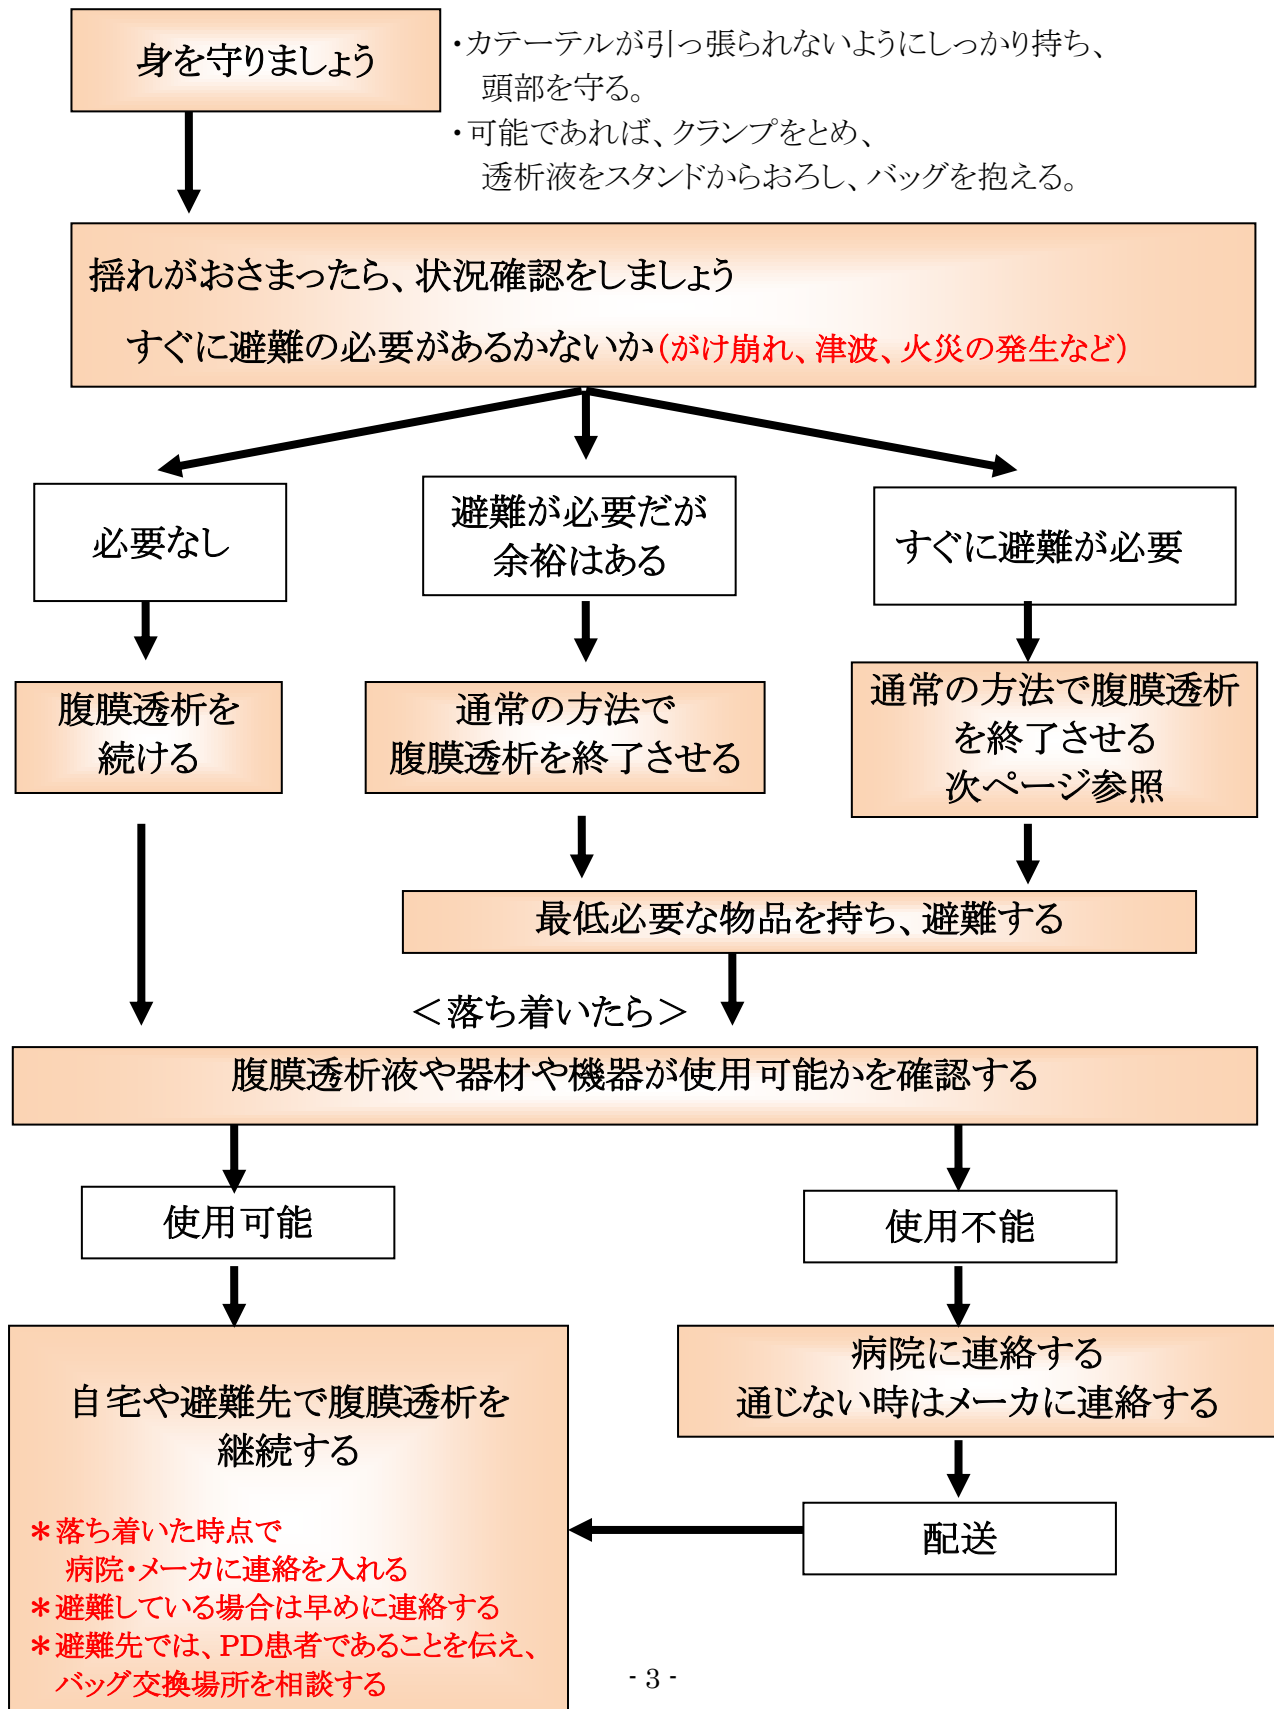 身を守りましょう
・カテーテルが引っ張られないようにしっかり持ち、
頭部を守る。
・可能であれば、クランプをとめ、
透析液をスタンドからおろし、バッグを抱える。
揺れがおさまったら、状況確認をしましょう
すぐに避難の必要があるかないか(がけ崩れ、津波、火災の発生など)
必要なし
避難が必要だが
余裕はある
すぐに避難が必要
腹膜透析を
続ける
通常の方法で
腹膜透析を終了させる
通常の方法で腹膜透析
を終了させる
次ページ参照
最低必要な物品を持ち、避難する
＜落ち着いたら＞
腹膜透析液や器材や機器が使用可能かを確認する
使用可能
使用不能
自宅や避難先で腹膜透析を
継続する
＊落ち着いた時点で
病院・メーカに連絡を入れる
＊避難している場合は早めに連絡する
＊避難先では、PD患者であることを伝え、
バッグ交換場所を相談する
病院に連絡する
通じない時はメーカに連絡する
配送
- 3 -